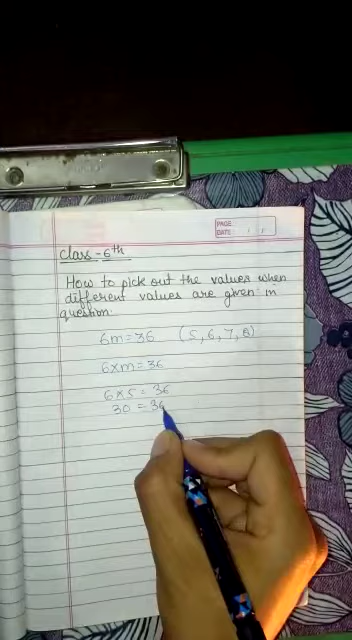 PAGE
DATE
Class - 6th
How to pick out the values when
different values are given in
question.
6m = 36 (5, 6, 7, 8)
6×m = 36
6×5 = 36
30 = 36